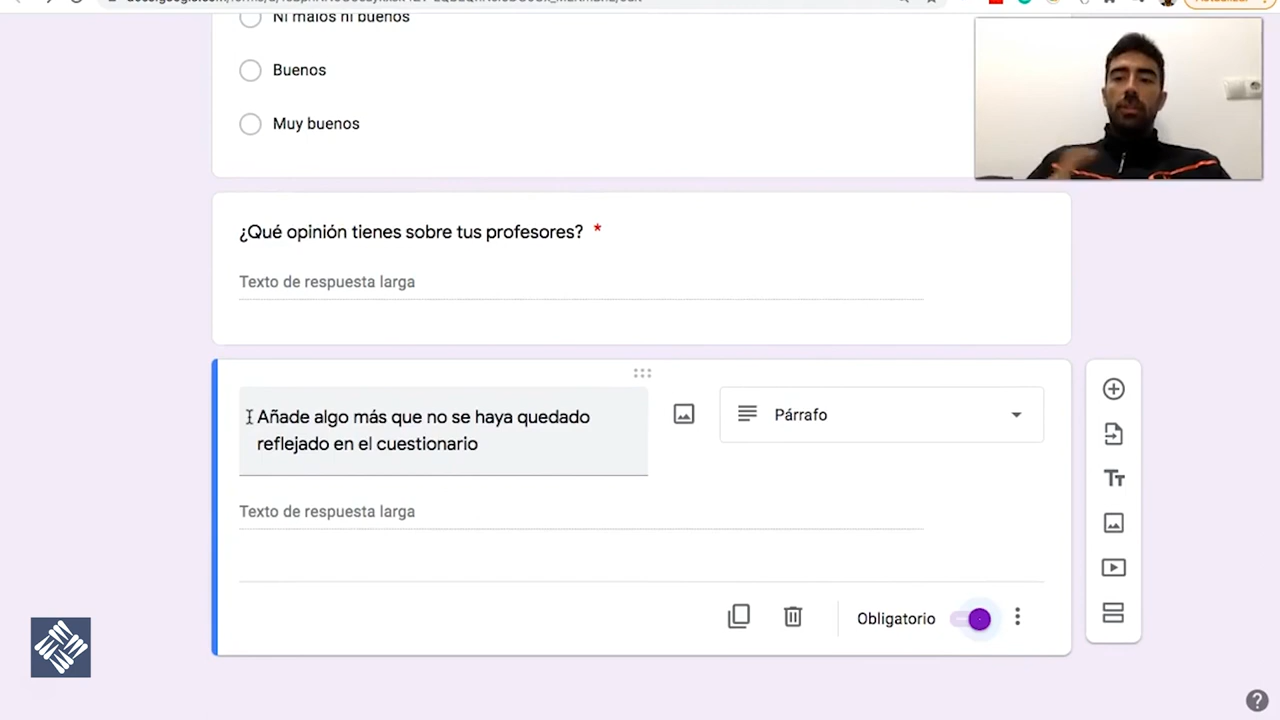 Ni malos ni buenos
Buenos
Muy buenos
¿Qué opinión tienes sobre tus profesores? *
Texto de respuesta larga
Añade algo más que no se haya quedado
reflejado en el cuestionario
Párrafo
Texto de respuesta larga
Obligatorio